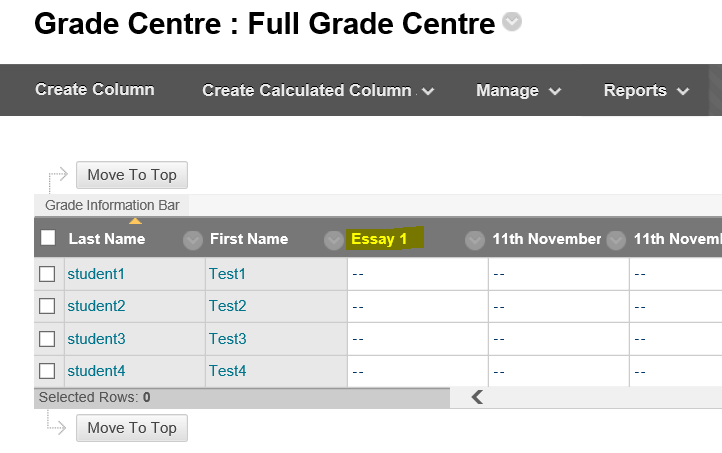 Grade Centre : Full Grade Centre
Create Column Create Calculated Column Manage Reports
Move To Top
Grade Information Bar
Last Name First Name Essay 1 11th November 11th Novem
student1 Test1 -- -- --
student2 Test2 -- -- --
student3 Test3 -- -- --
student4 Test4 -- -- --
Selected Rows: 0
Move To Top